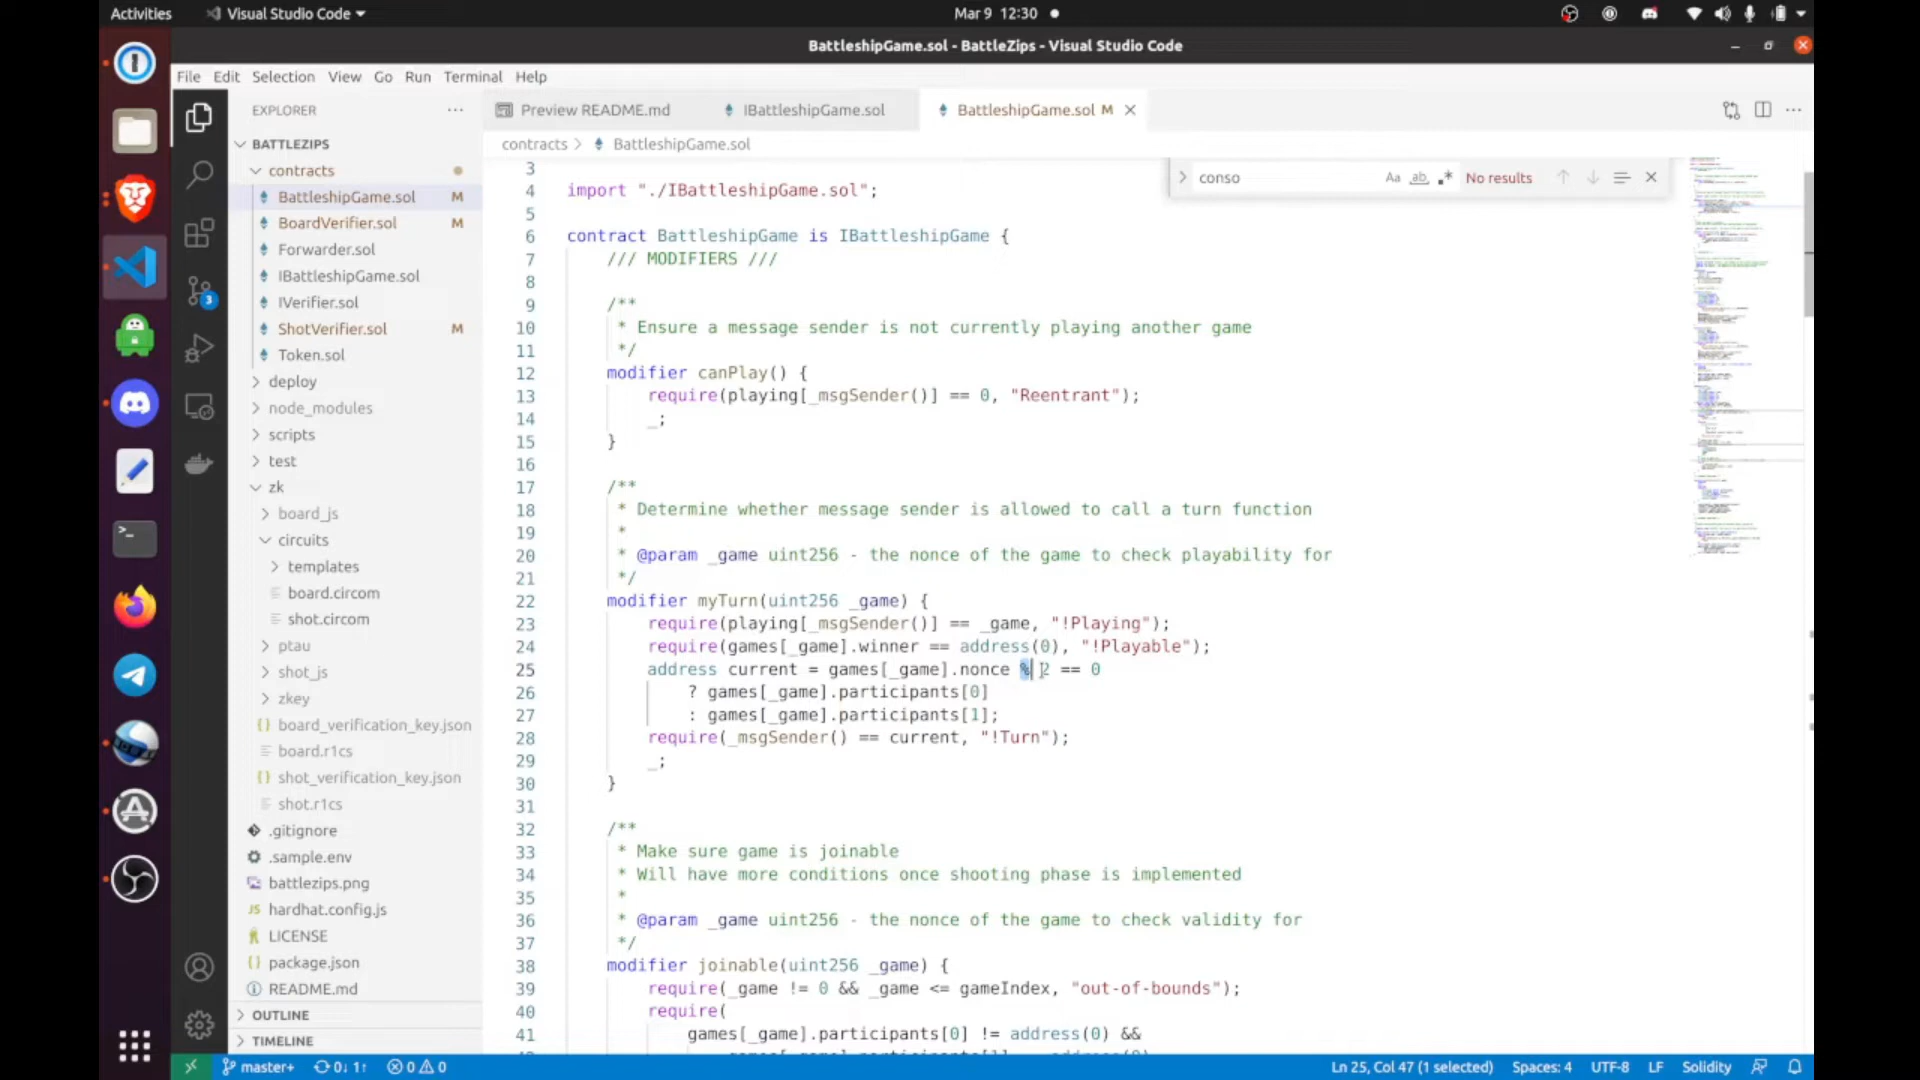 Activities
Visual Studio Code
Mar 9 12:30
BattleshipGame.sol - BattleZips - Visual Studio Code
File Edit Selection View Go Run Terminal Help
EXPLORER
BATTLEZIPS
contracts
BattleshipGame.sol M
BoardVerifier.sol M
Forwarder.sol
IBattleshipGame.sol
IVerifier.sol
ShotVerifier.sol M
Token.sol
deploy
node_modules
scripts
test
zk
board_js
circuits
templates
board.circom
shot.circom
ptau
shot_js
zkey
board_verification_key.json
board.r1cs
shot_verification_key.json
shot.r1cs
.gitignore
.sample.env
battlezips.png
JS hardhat.config.js
LICENSE
package.json
README.md
OUTLINE
TIMELINE
3
Preview README.md
IBattleshipGame.sol
BattleshipGame.sol M
contracts > BattleshipGame.sol
conso
Aa ab .*
No results
3
4 import "./IBattleshipGame.sol";
5
6 contract BattleshipGame is IBattleshipGame {
7 /// MODIFIERS ///
8
9 /**
10 * Ensure a message sender is not currently playing another game
11 */
12 modifier canPlay() {
13 require(playing[_msgSender()] == 0, "Reentrant");
14 _;
15 }
16
17 /**
18 * Determine whether message sender is allowed to call a turn function
19 *
20 * @param _game uint256 - the nonce of the game to check playability for
21 */
22 modifier myTurn(uint256 _game) {
23 require(playing[_msgSender()] == _game, "!Playing");
24 require(games[_game].winner == address(0), "!Playable");
25 address current = games[_game].nonce % 2 == 0
26 ? games[_game].participants[0]
27 : games[_game].participants[1];
28 require(_msgSender() == current, "!Turn");
29 _;
30 }
31
32 /**
33 * Make sure game is joinable
34 * Will have more conditions once shooting phase is implemented
35 *
36 * @param _game uint256 - the nonce of the game to check validity for
37 */
38 modifier joinable(uint256 _game) {
39 require(_game != 0 && _game <= gameIndex, "out-of-bounds");
40 require(
41 games[_game].participants[0] != address(0) &&
master+ 0↓ 1↑ 0 0
Ln 25, Col 47 (1 selected) Spaces: 4 UTF-8 LF Solidity